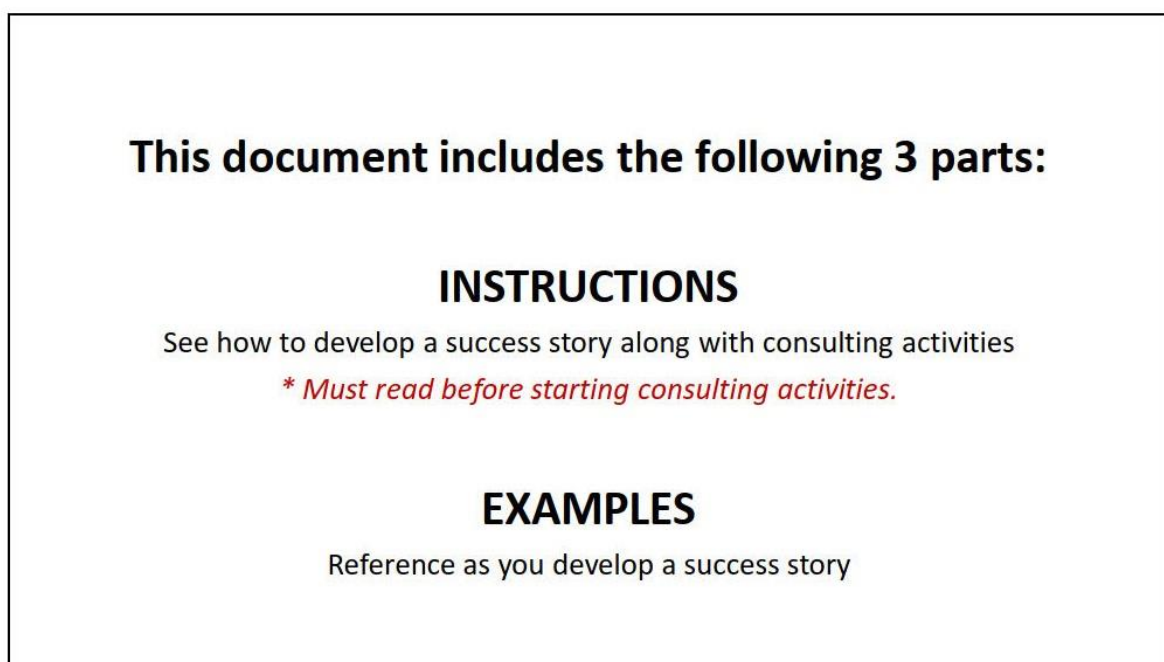 This document includes the following 3 parts:
INSTRUCTIONS
See how to develop a success story along with consulting activities
* Must read before starting consulting activities.
EXAMPLES
Reference as you develop a success story